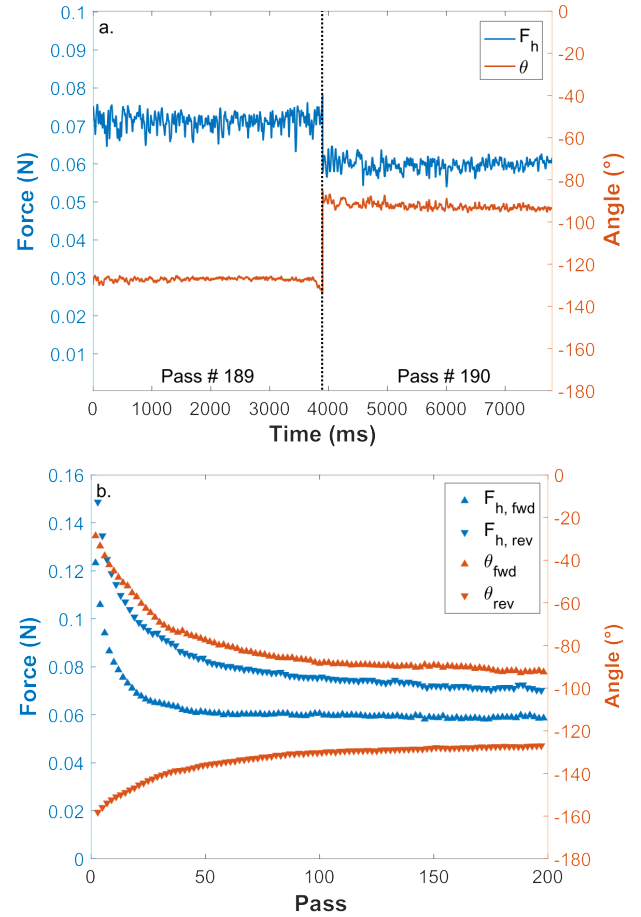 a.
F_h
θ
Force (N)
0.1
0.09
0.08
0.07
0.06
0.05
0.04
0.03
0.02
0.01
Angle (°)
0
-20
-40
-60
-80
-100
-120
-140
-160
-180
Pass # 189
Pass # 190
0 1000 2000 3000 4000 5000 6000 7000
Time (ms)
b.
F_h, fwd
F_h, rev
θ_fwd
θ_rev
Force (N)
0.16
0.14
0.12
0.1
0.08
0.06
0.04
0.02
0
Angle (°)
0
-20
-40
-60
-80
-100
-120
-140
-160
-180
0 50 100 150 200
Pass